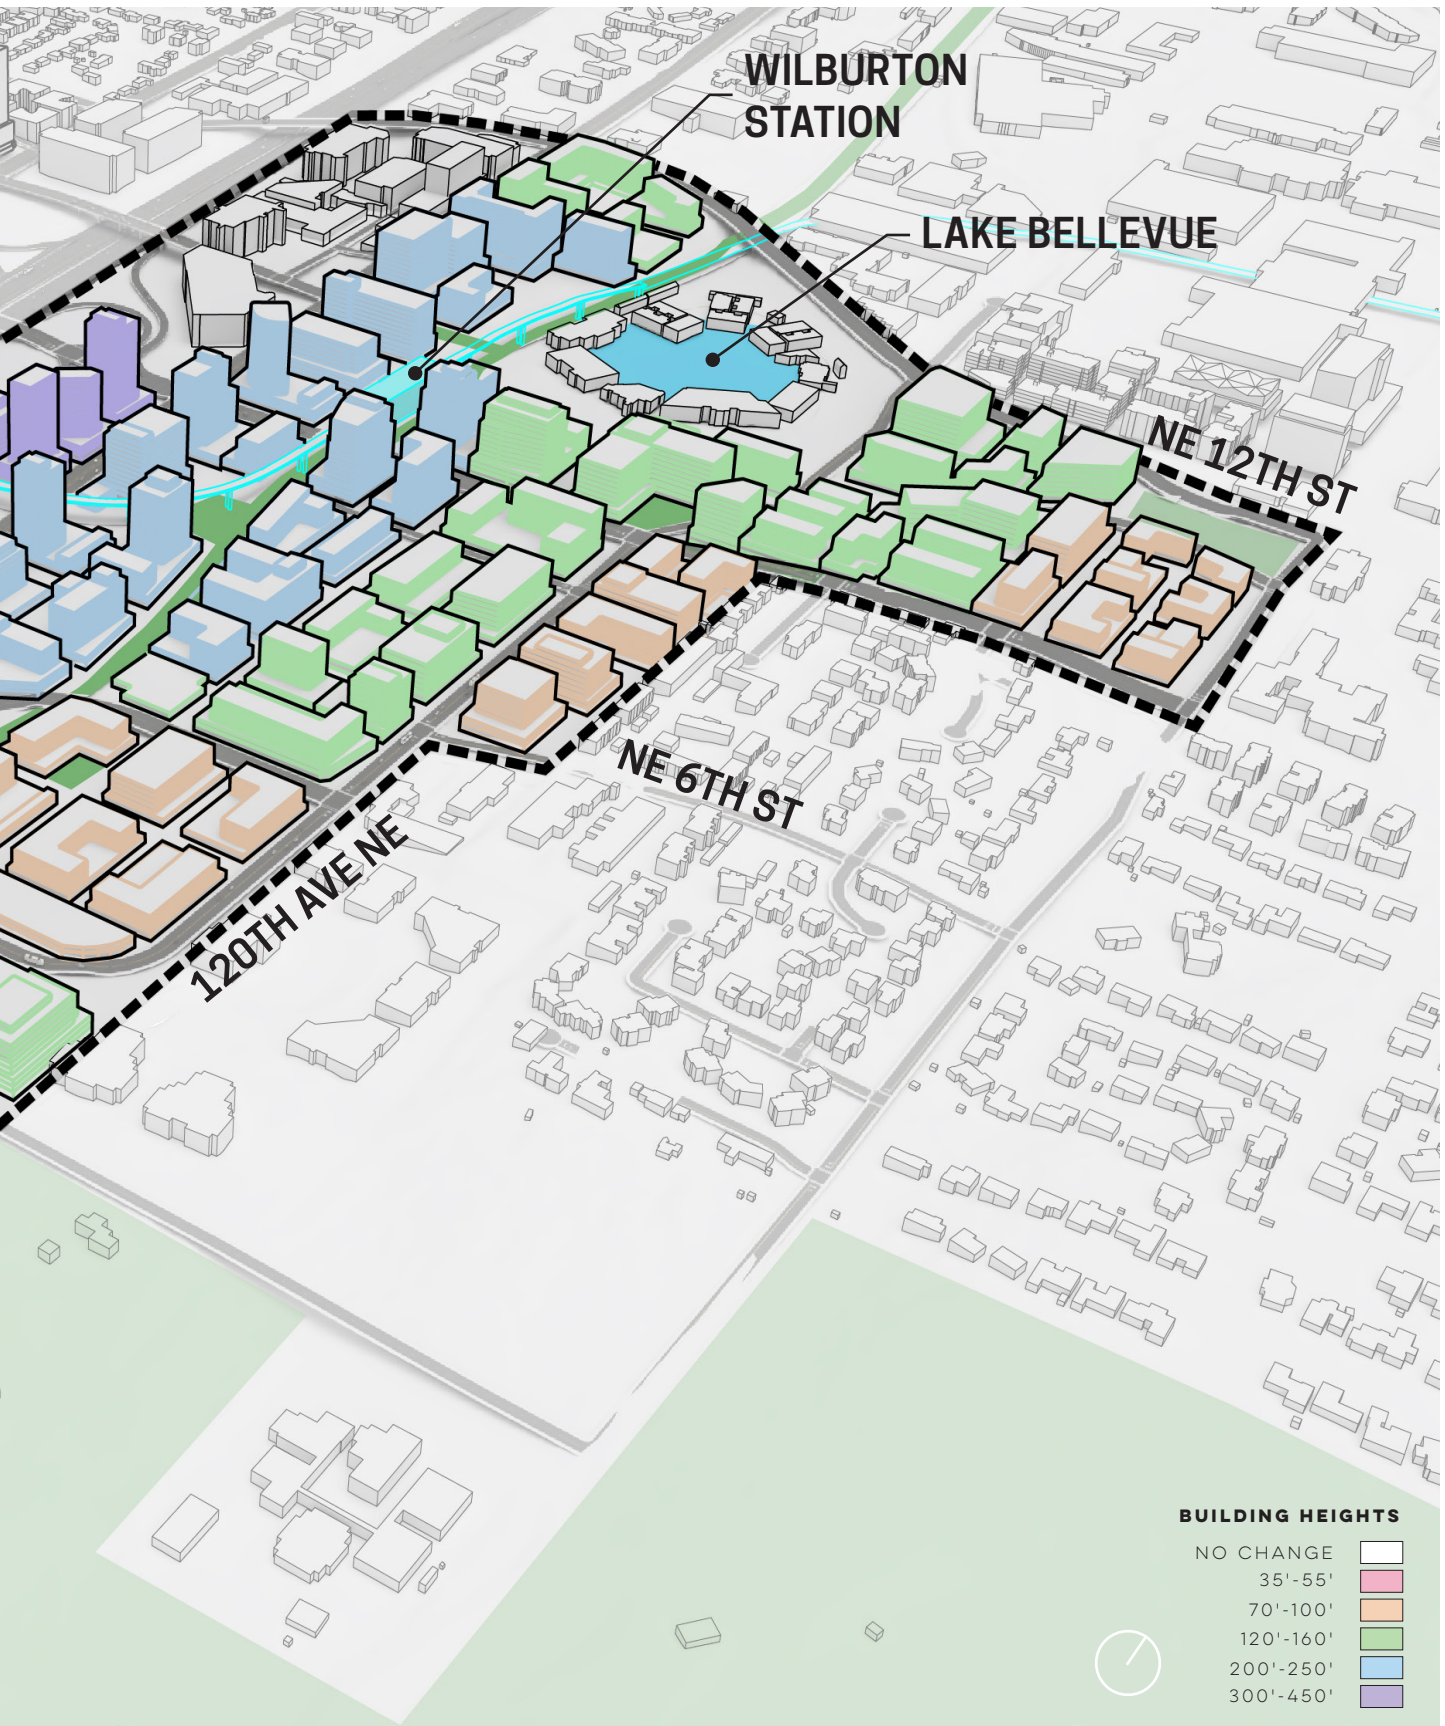 WILBURTON
STATION
LAKE BELLEVUE
NE 12TH ST
NE 6TH ST
120TH AVE NE
BUILDING HEIGHTS
NO CHANGE
35'-55'
70'-100'
120'-160'
200'-250'
300'-450'